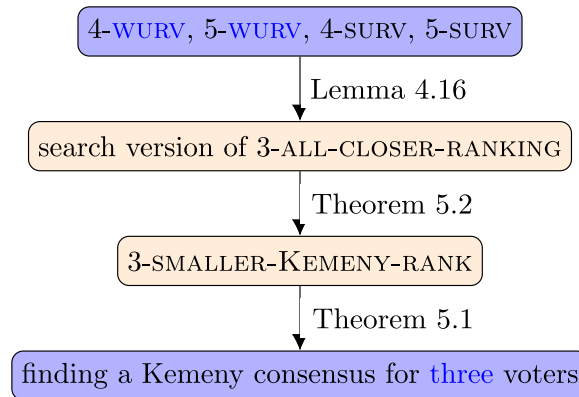 4-WURV, 5-WURV, 4-SURV, 5-SURV
Lemma 4.16
search version of 3-ALL-CLOSER-RANKING
Theorem 5.2
3-SMALLER-KEMENY-RANK
Theorem 5.1
finding a Kemeny consensus for three voters